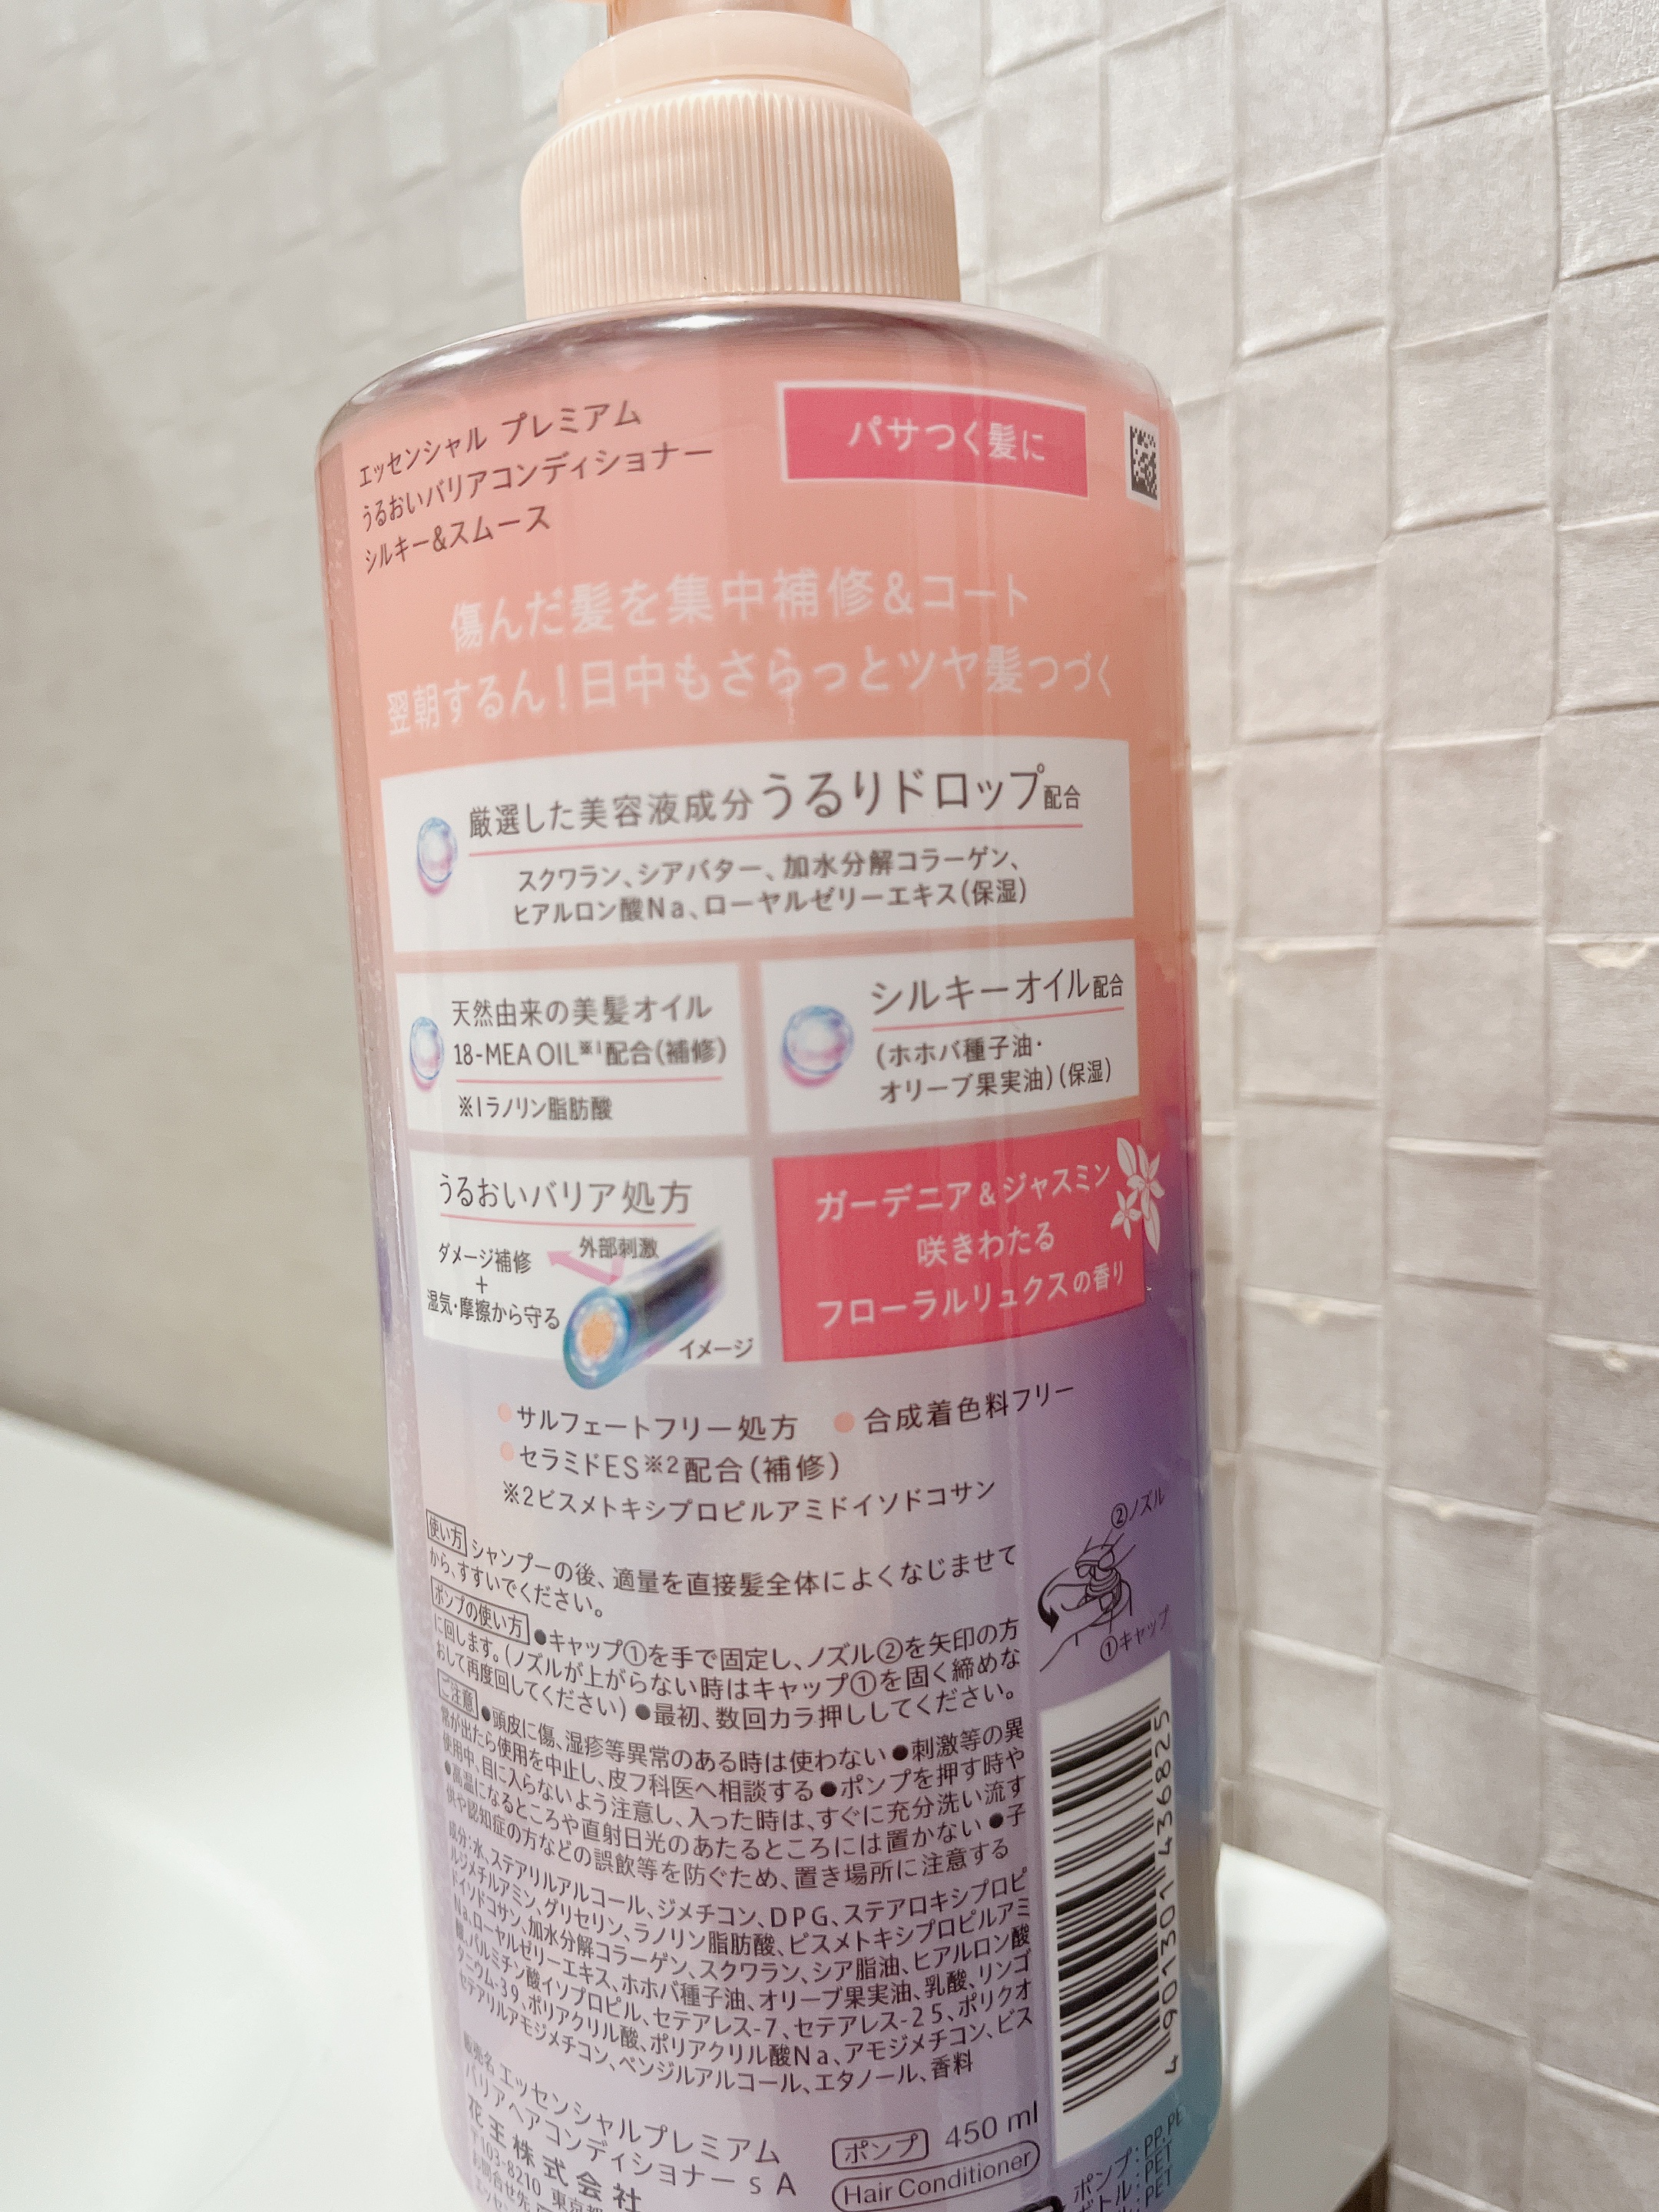 エッセンシャル プレミアム
うるおいバリアコンディショナー
シルキー&スムース
パサつく髪に
傷んだ髪を集中補修&コート
翌朝するん！日中もさらっとツヤ髪つづく
厳選した美容液成分うるりドロップ配合
スクワラン、シアバター、加水分解コラーゲン、
ヒアルロン酸Na、ローヤルゼリーエキス(保湿)
天然由来の美髪オイル
18-MEA OIL※1配合(補修)
※1ラノリン脂肪酸
シルキーオイル配合
(ホホバ種子油・
オリーブ果実油)(保湿)
うるおいバリア処方
ダメージ補修
+
湿気・摩擦から守る
外部刺激
イメージ
ガーデニア&ジャスミン
咲きわたる
フローラルリュクスの香り
サルフェートフリー処方 ●合成着色料フリー
セラミドES※2配合(補修)
※2ビスメトキシプロピルアミドイソドコサン
使い方 シャンプーの後、適量を直接髪全体によくなじませて
から、すすいでください。
ポンプの使い方 ●キャップ①を手で固定し、ノズル②を矢印の方
に回します。(ノズルが上がらない時はキャップ①を固く締めな
おして再度回してください) ●最初、数回カラ押ししてください。
②ノズル
①キャップ
ご注意 ●頭皮に傷、湿疹等異常のある時は使わない ●刺激等の異
常が出たら使用を中止し、皮フ科医へ相談する ●ポンプを押す時や
使用中、目に入らないよう注意し、入った時は、すぐに充分洗い流す
●高温になるところや直射日光のあたるところには置かない ●子
供や認知症の方などの誤飲等を防ぐため、置き場所に注意する
成分：水、ステアリルアルコール、ジメチコン、DPG、ステアロキシプロピ
ルジメチルアミン、グリセリン、ラノリン脂肪酸、ビスメトキシプロピルアミ
ドイソドコサン、加水分解コラーゲン、スクワラン、シア脂油、ヒアルロン酸
Na、ローヤルゼリーエキス、ホホバ種子油、オリーブ果実油、乳酸、リンゴ
酸、パルミチン酸イソプロピル、セテアレス-7、セテアレス-25、ポリクオ
タニウム-39、ポリアクリル酸、ポリアクリル酸Na、アモジメチコン、ビス
セテアリルアモジメチコン、ベンジルアルコール、エタノール、香料
販売名 エッセンシャルプレミアム
バリアヘアコンディショナーsA
花王株式会社
〒103-8210 東京都
お問合せ先
ポンプ 450 ml
Hair Conditioner
4 901301 436825
ポンプ:PP,PE
ボトル:PET